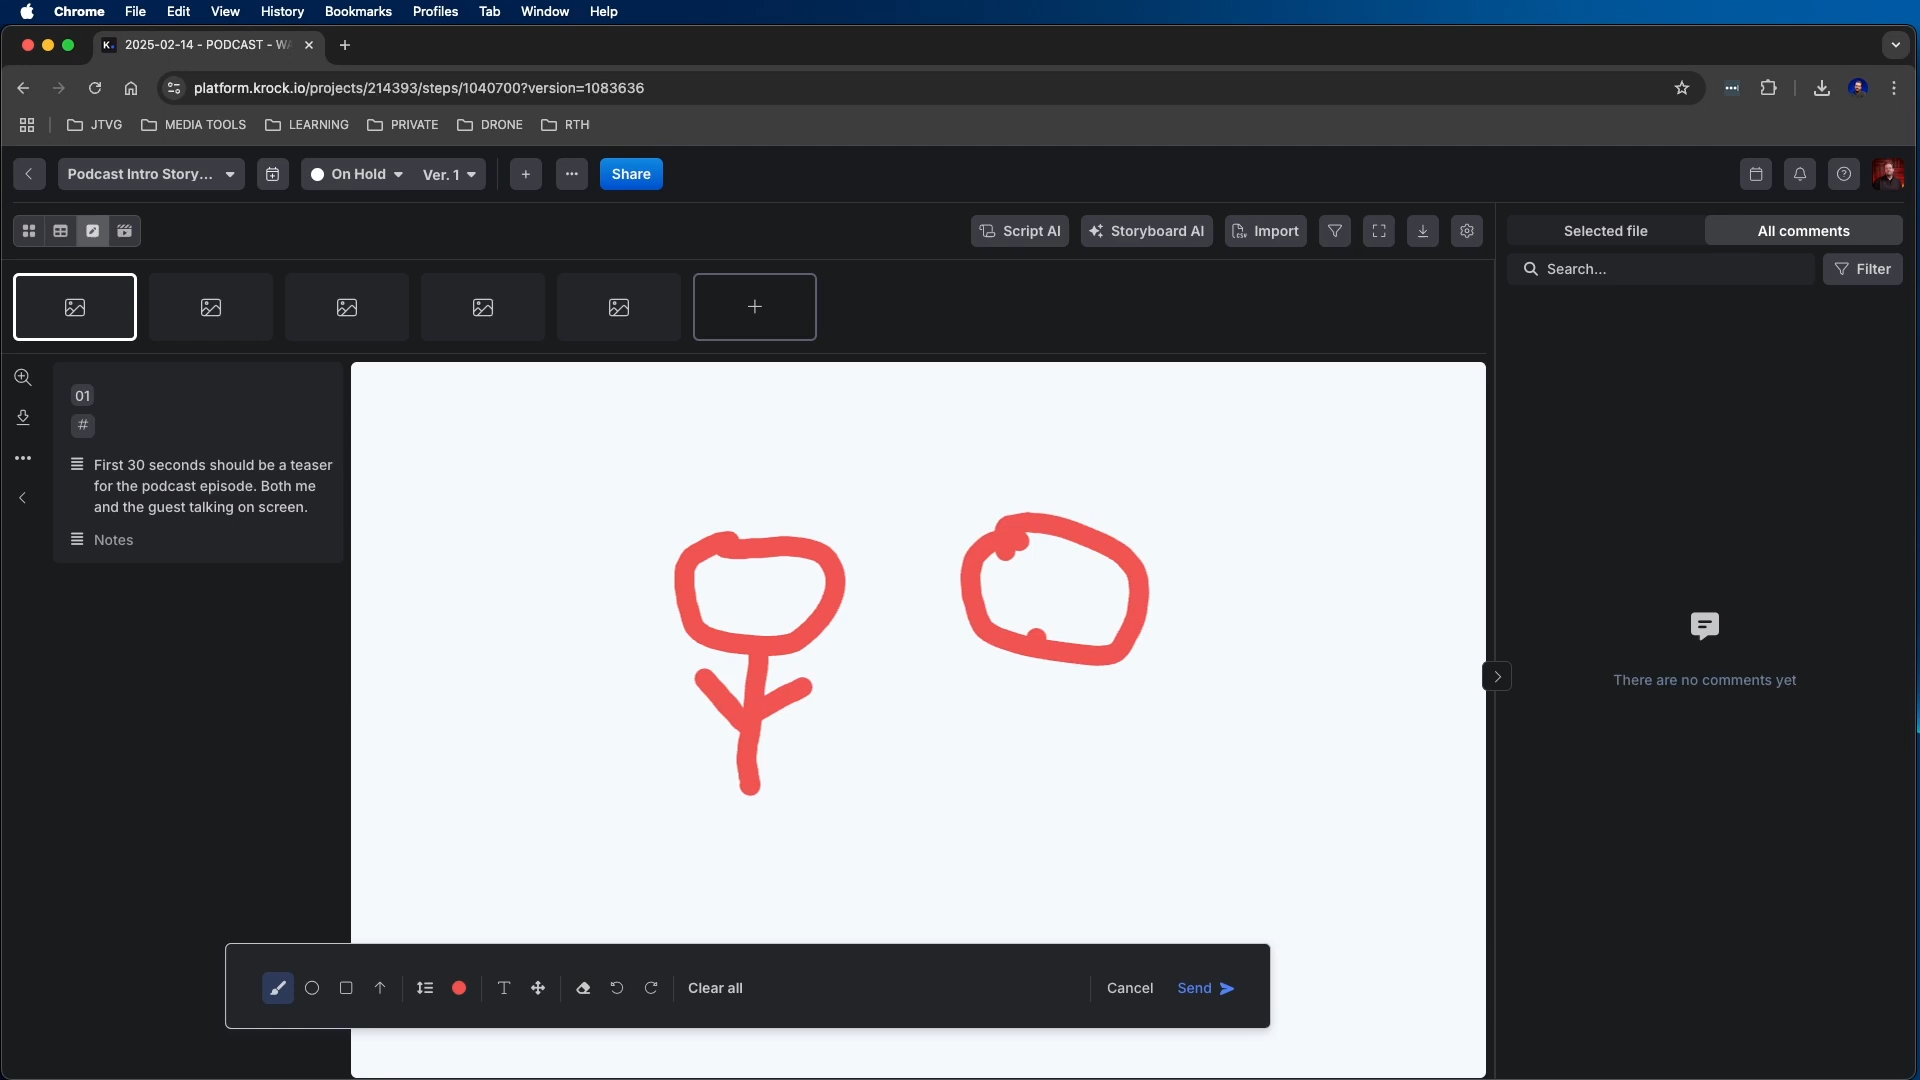 Chrome File Edit View History Bookmarks Profiles Tab Window Help
2025-02-14 - PODCAST -
platform.krock.io/projects/214393/steps/1040700?version=1083636
JTVG MEDIA TOOLS LEARNING PRIVATE DRONE RTH
Podcast Intro Story... On Hold Ver. 1 + Share
Script AI Storyboard AI Import
Selected file All comments
Search... Filter
01
#
First 30 seconds should be a teaser
for the podcast episode. Both me
and the guest talking on screen.
Notes
There are no comments yet
T Clear all Cancel Send